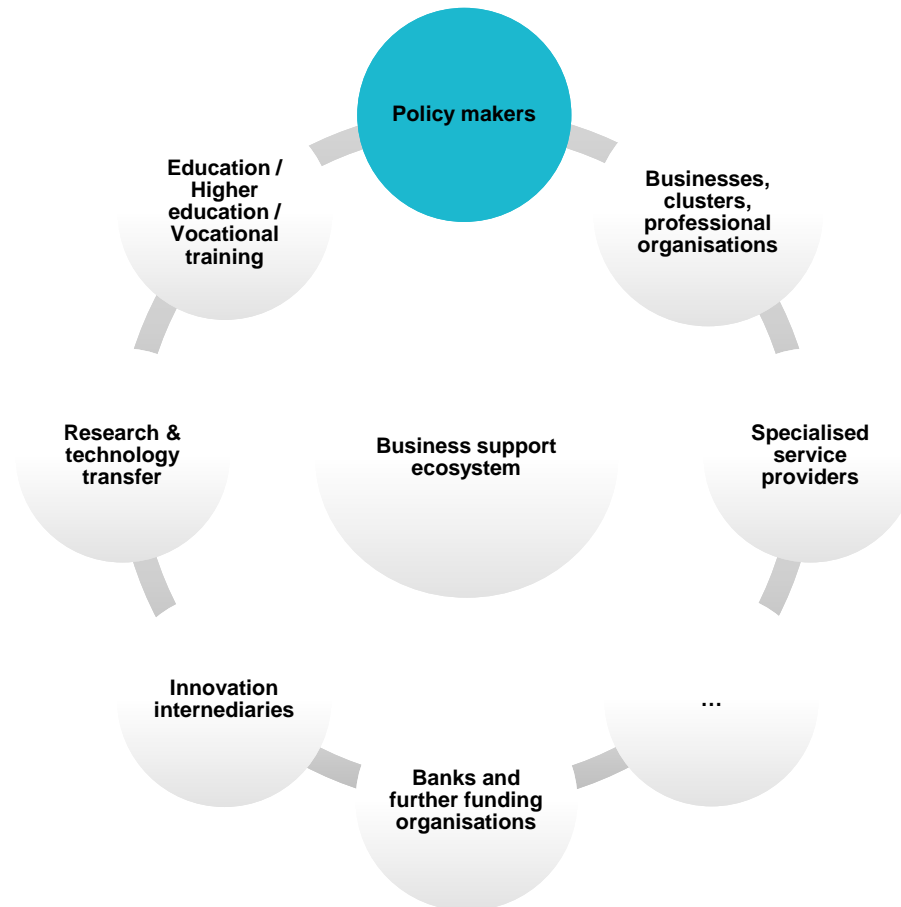 Policy makers
Education /
Higher
education /
Vocational
training
Businesses,
clusters,
professional
organisations
Research &
technology
transfer
Business support
ecosystem
Specialised
service
providers
Innovation
internediaries
...
Banks and
further funding
organisations